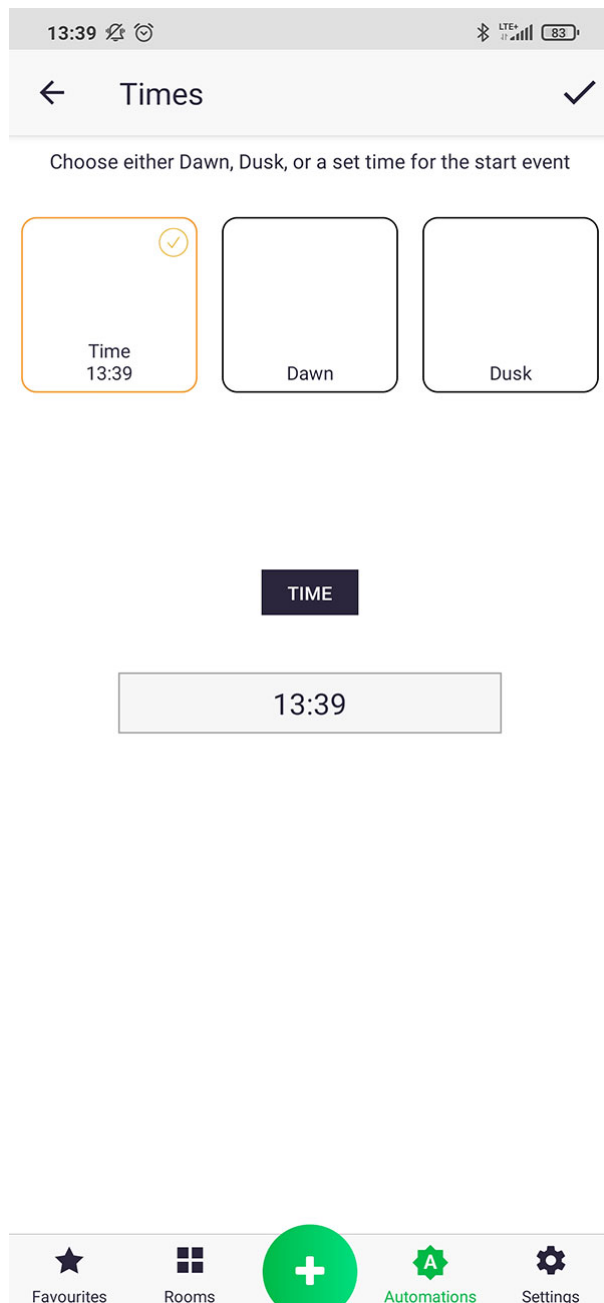 13:39 LTE+ 83
Times
Choose either Dawn, Dusk, or a set time for the start event
Time
13:39
Dawn
Dusk
TIME
13:39
A
Favourites Rooms Automations Settings